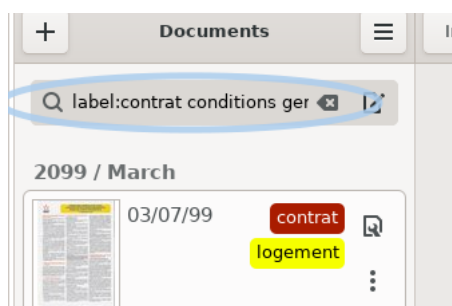 Documents
label:contrat conditions ger
2099 / March
03/07/99
contrat
logement